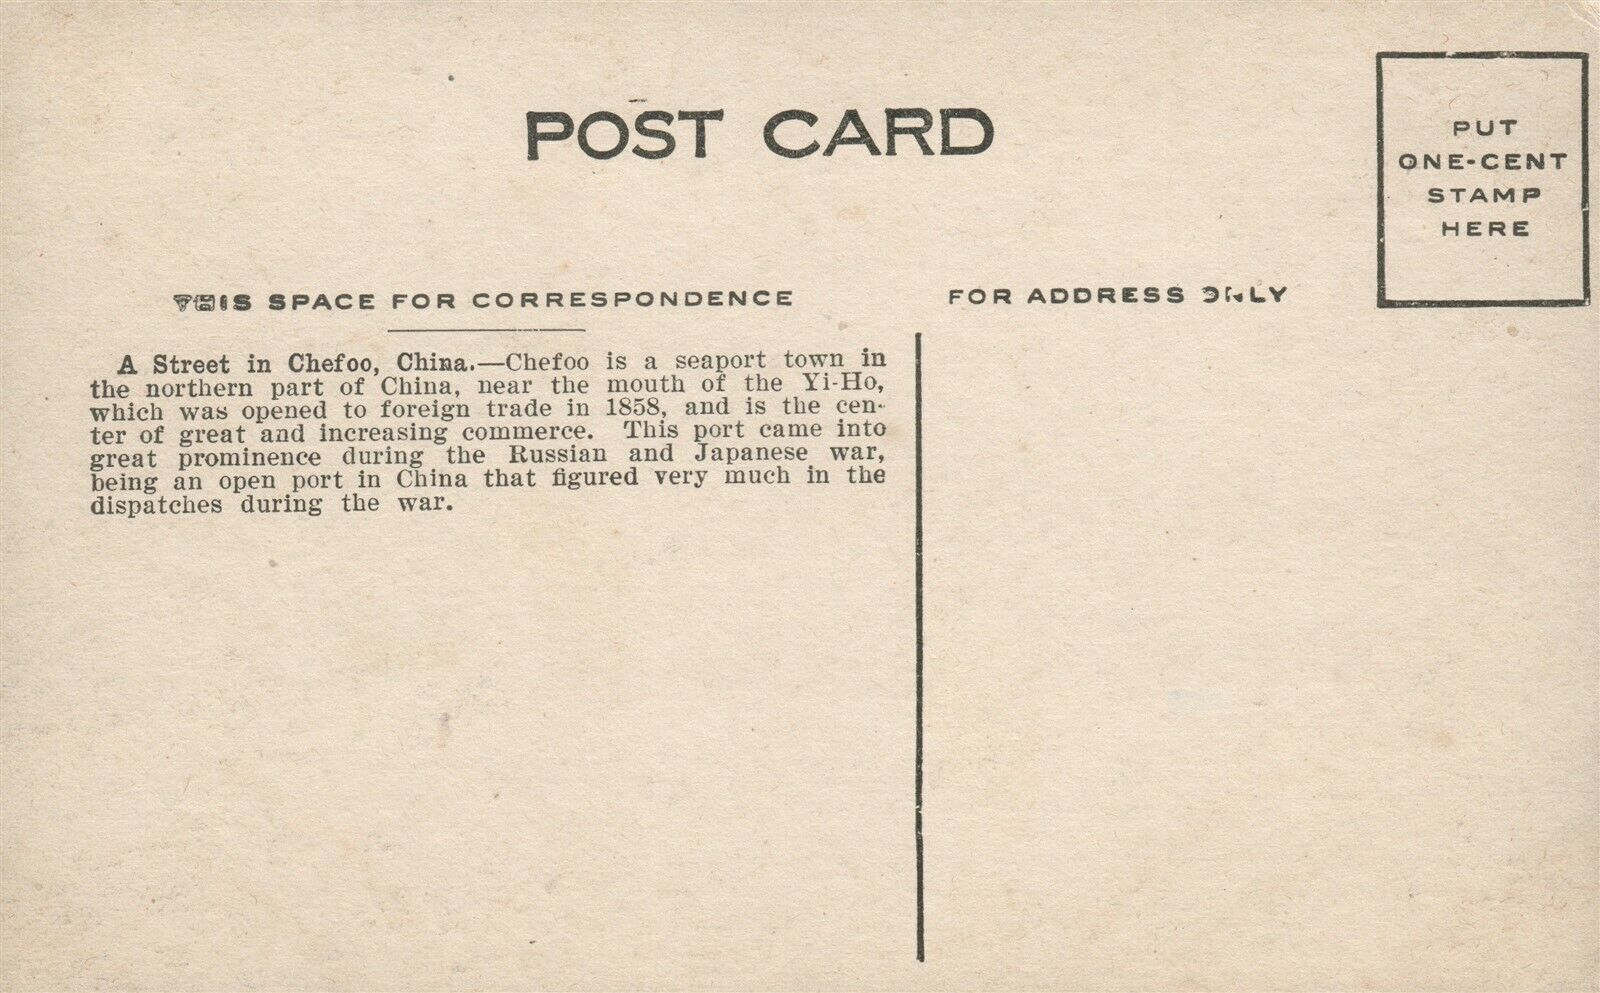 POST CARD
PUT
ONE-CENT
STAMP
HERE
THIS SPACE FOR CORRESPONDENCE
FOR ADDRESS ONLY
A Street in Chefoo, China.—Chefoo is a seaport town in
the northern part of China, near the mouth of the Yi-Ho,
which was opened to foreign trade in 1858, and is the cen-
ter of great and increasing commerce. This port came into
great prominence during the Russian and Japanese war,
being an open port in China that figured very much in the
dispatches during the war.